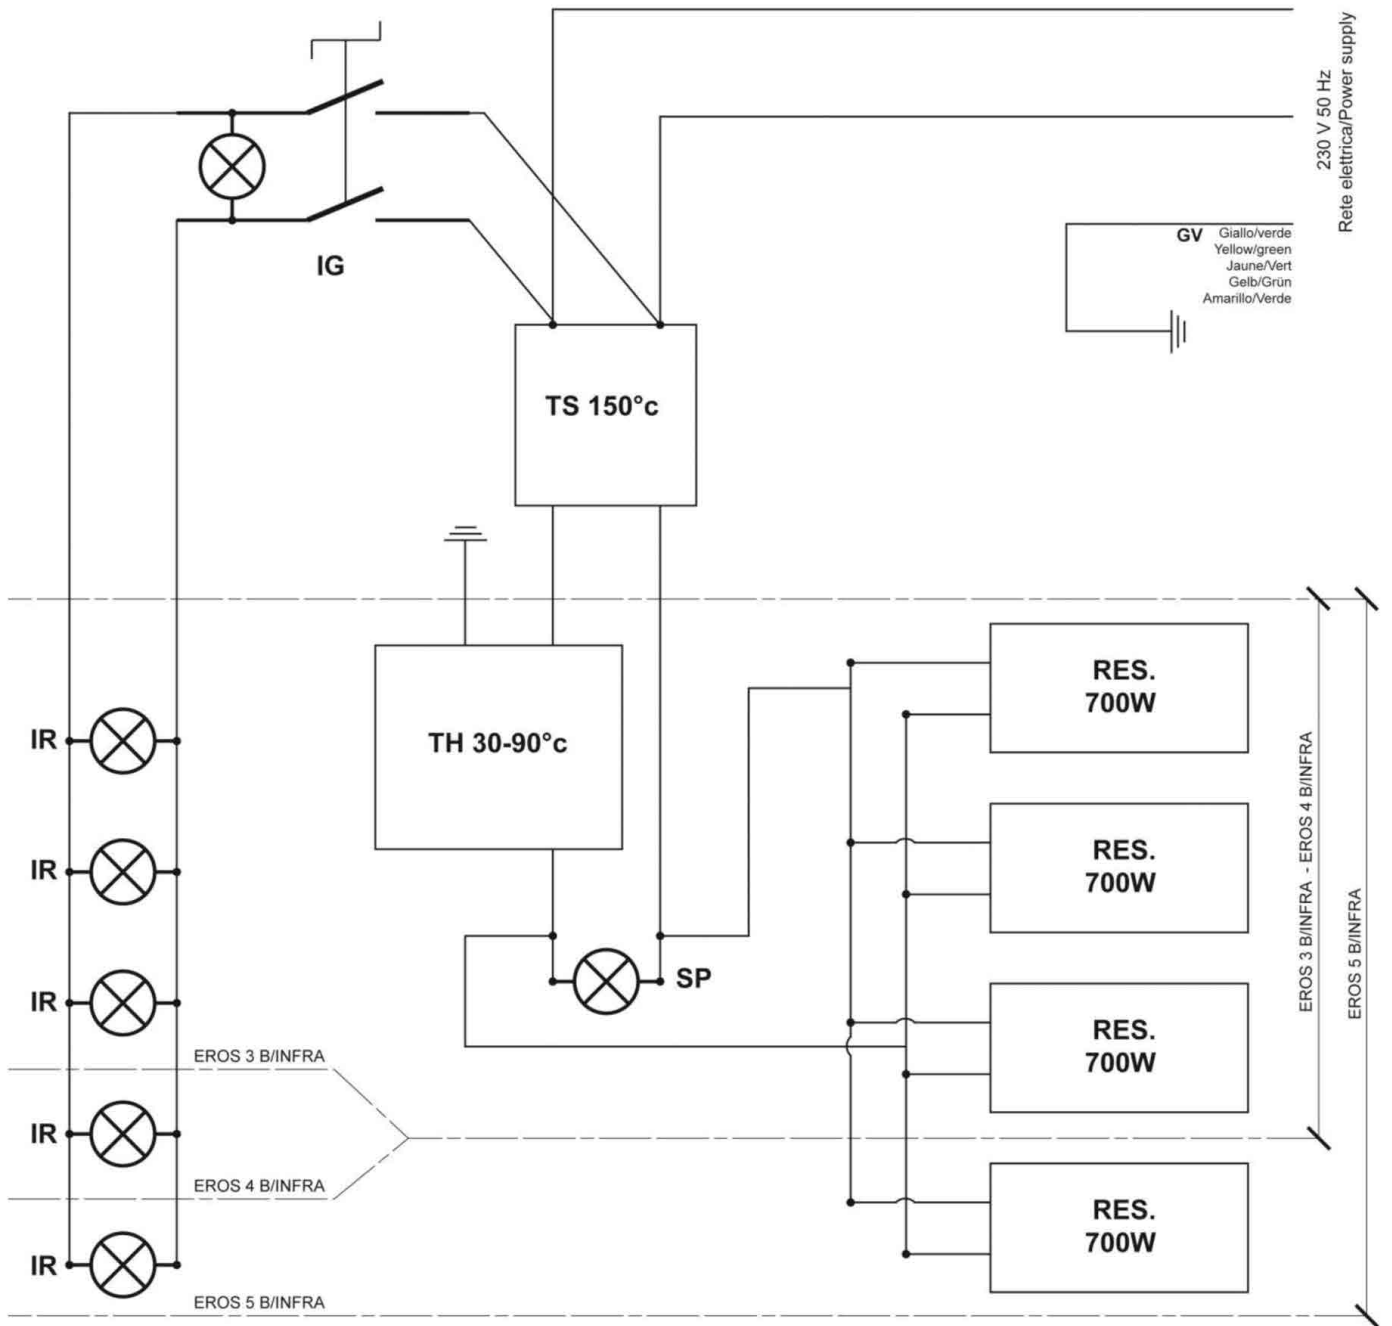 230 V 50 Hz
Rete elettrica/Power supply
GV
Giallo/verde
Yellow/green
Jaune/Vert
Gelb/Grün
Amarillo/Verde
IG
TS 150°c
TH 30-90°c
RES.
700W
RES.
700W
RES.
700W
RES.
700W
SP
IR
IR
IR
EROS 3 B/INFRA
IR
EROS 4 B/INFRA
IR
EROS 5 B/INFRA
EROS 3 B/INFRA - EROS 4 B/INFRA
EROS 5 B/INFRA